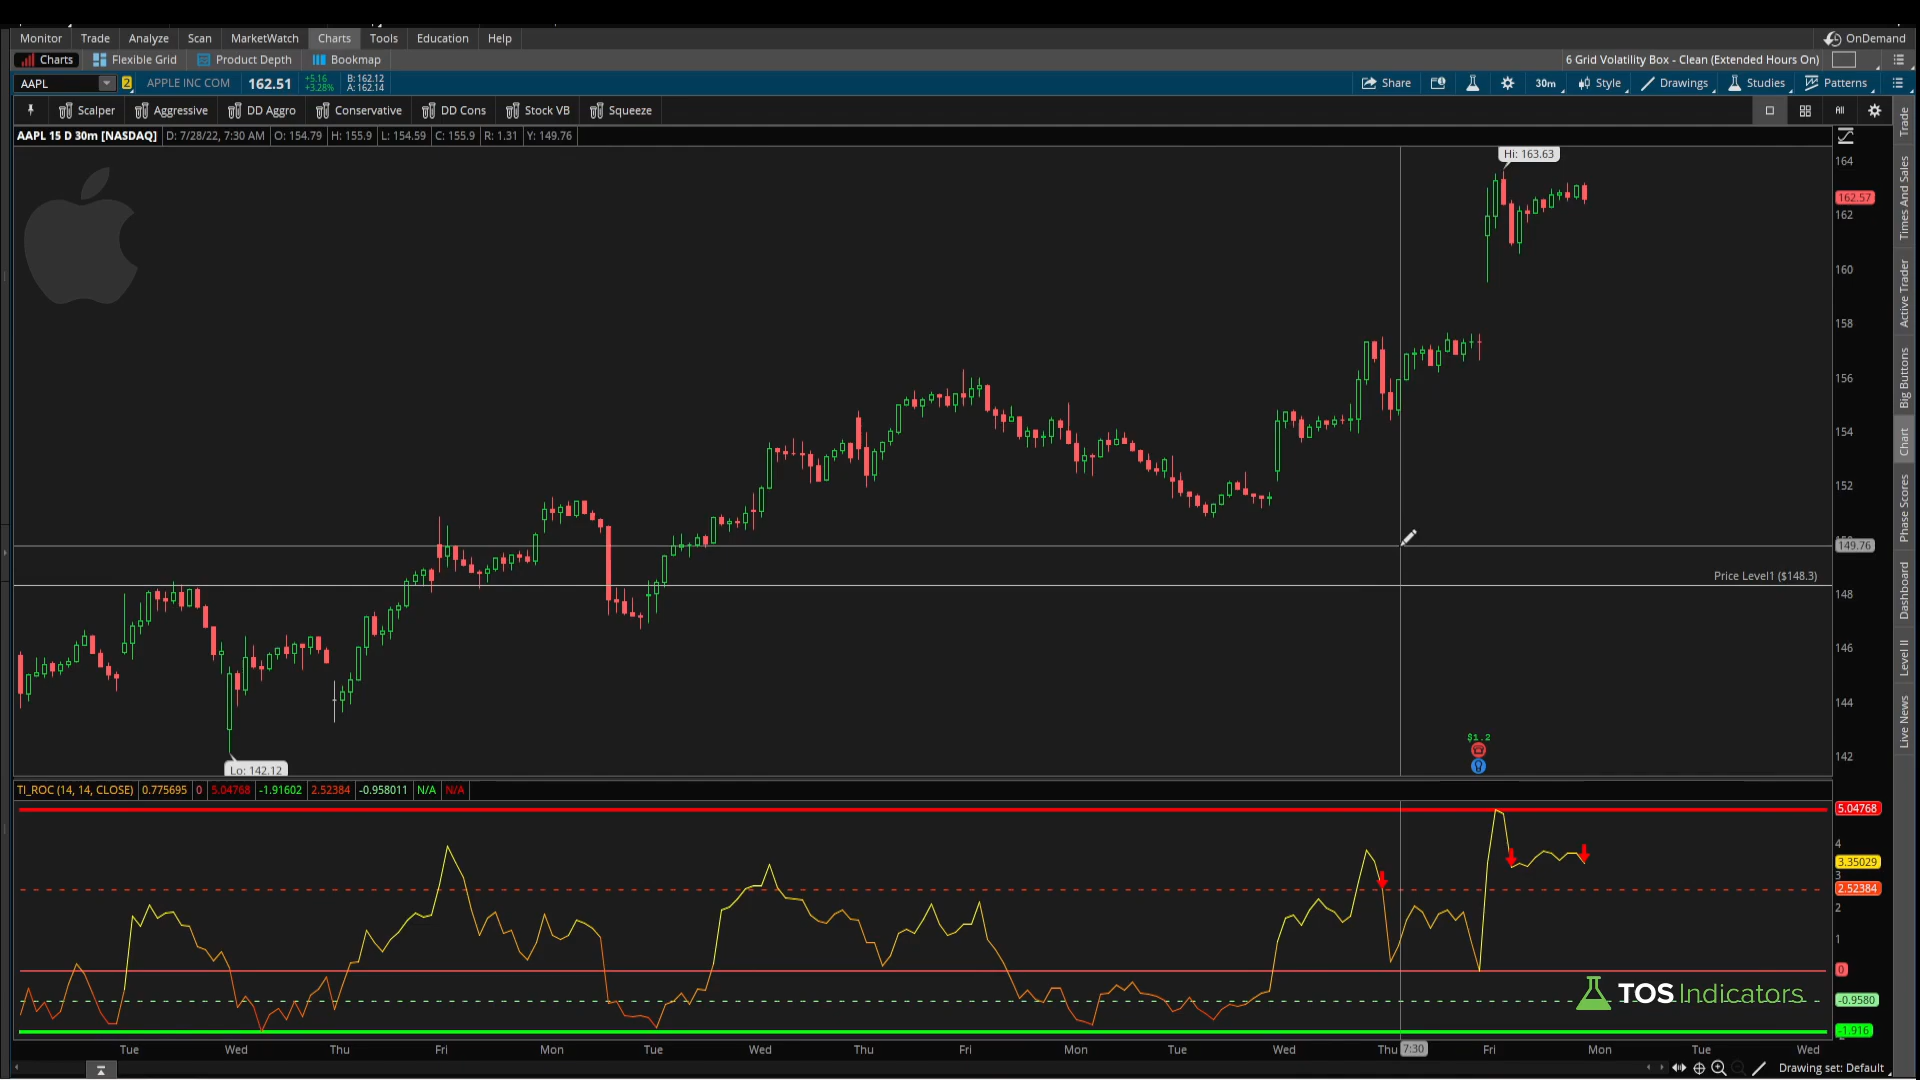 Monitor Trade Analyze Scan MarketWatch Charts Tools Education Help OnDemand
Charts Flexible Grid Product Depth Bookmap 6 Grid Volatility Box - Clean (Extended Hours On)
AAPL 2 APPLE INC COM 162.51 +5.16 +3.28% B: 162.12 A: 162.14 Share 30m Style Drawings Studies Patterns
Scalper Aggressive DD Aggro Conservative DD Cons Stock VB Squeeze All
AAPL 15 D 30m [NASDAQ] D: 7/28/22, 7:30 AM O: 154.79 H: 155.9 L: 154.59 C: 155.9 R: 1.31 Y: 149.76
Hi: 163.63
164
162.57
162
160
158
156
154
152
149.76
Price Level1 ($148.3)
148
146
144
142
Lo: 142.12
$1.2
TI_ROC (14, 14, CLOSE) 0.775695 0 5.04768 -1.91602 2.52384 -0.958011 N/A N/A
5.04768
4
3.35029
3
2.52384
2
1
0
-0.9580
-1.916
TOS Indicators
Tue Wed Thu Fri Mon Tue Wed Thu Fri Mon Tue Wed Thu 7:30 Fri Mon Tue Wed
Drawing set: Default
Trade
Times And Sales
Active Trader
Big Buttons
Chart
Phase Scores
Dashboard
Level II
Live News